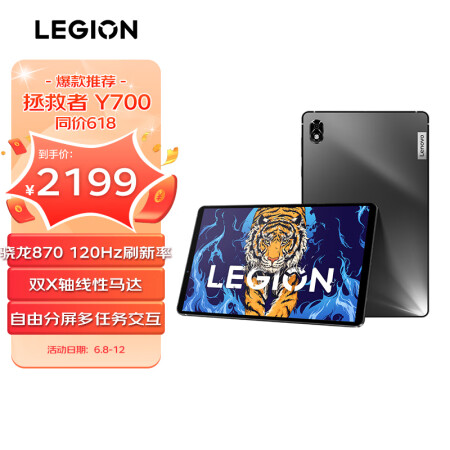 LEGION
- 爆款推荐 -
拯救者 Y700
同价618
到手价:
¥2199
骁龙870 120Hz刷新率
双X轴线性马达
自由分屏多任务交互
活动日期: 6.8-12
Lenovo
LEGION